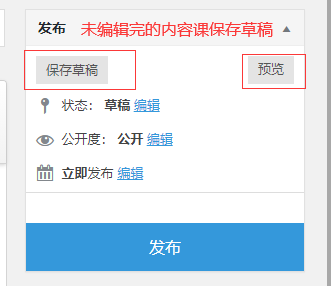 发布 未编辑完的内容课保存草稿
保存草稿 预览
状态： 草稿 编辑
公开度： 公开 编辑
立即发布 编辑
发布